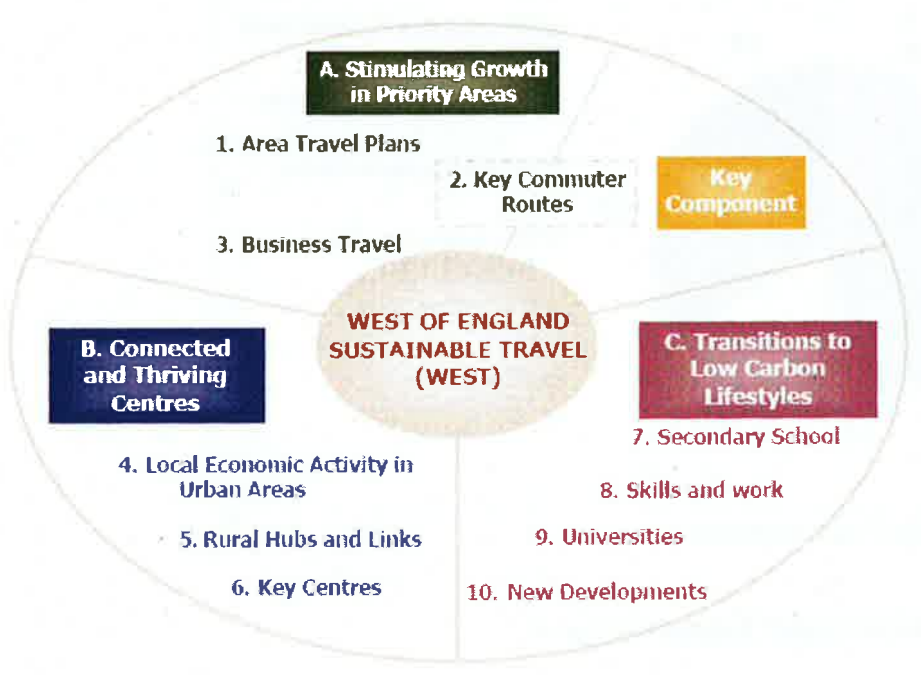 A. Stimulating Growth
in Priority Areas
1. Area Travel Plans
2. Key Commuter
Routes
Key
Component
3. Business Travel
WEST OF ENGLAND
SUSTAINABLE TRAVEL
(WEST)
B. Connected
and Thriving
Centres
C. Transitions to
Low Carbon
Lifestyles
4. Local Economic Activity in
Urban Areas
5. Rural Hubs and Links
6. Key Centres
7. Secondary School
8. Skills and work
9. Universities
10. New Developments